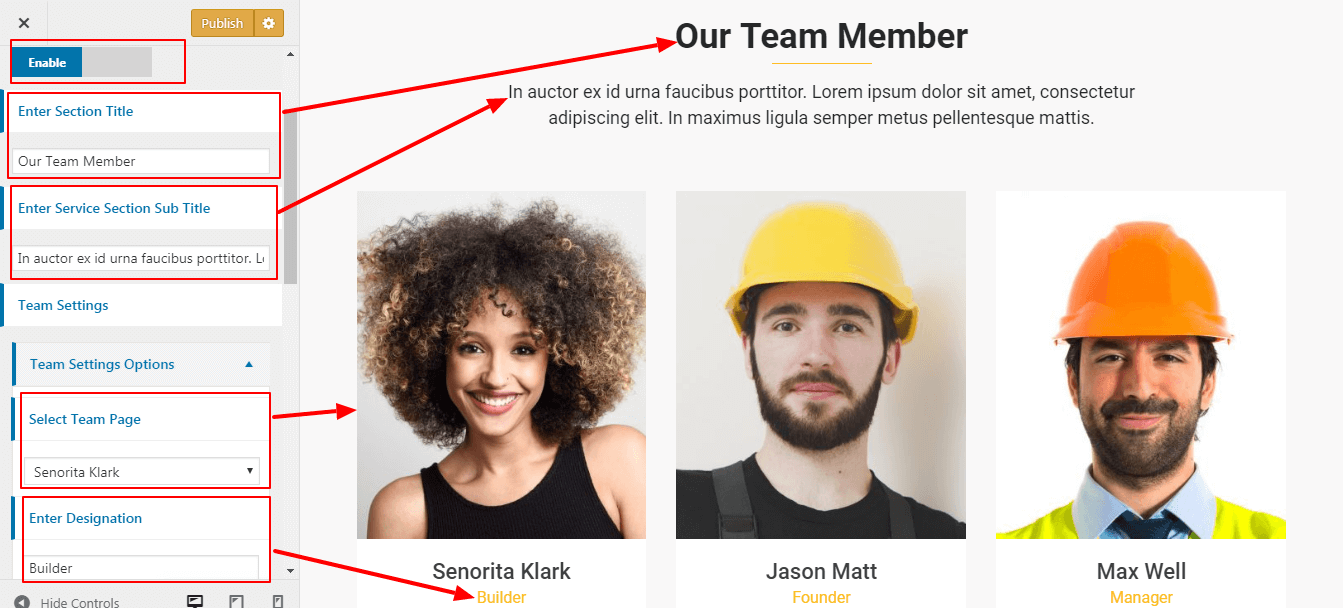 Publish
Enable
Enter Section Title
Our Team Member
Enter Service Section Sub Title
In auctor ex id urna faucibus porttitor. L
Team Settings
Team Settings Options
Select Team Page
Senorita Klark
Enter Designation
Builder
Hide Controls
Our Team Member
In auctor ex id urna faucibus porttitor. Lorem ipsum dolor sit amet, consectetur
adipiscing elit. In maximus ligula semper metus pellentesque mattis.
Senorita Klark
Builder
Jason Matt
Founder
Max Well
Manager